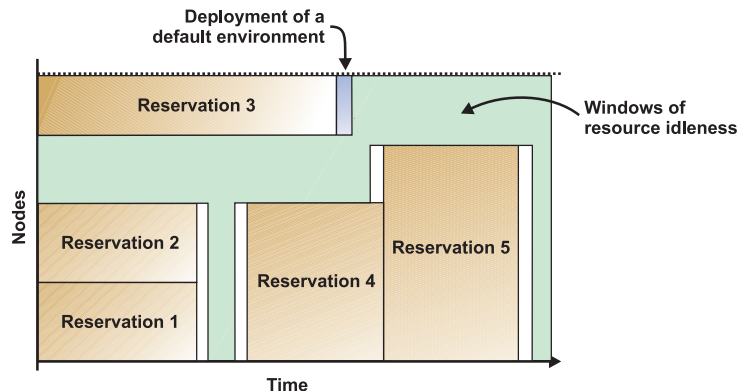 Deployment of a
default environment
Reservation 3
Windows of
resource idleness
Nodes
Reservation 2
Reservation 5
Reservation 4
Reservation 1
Time